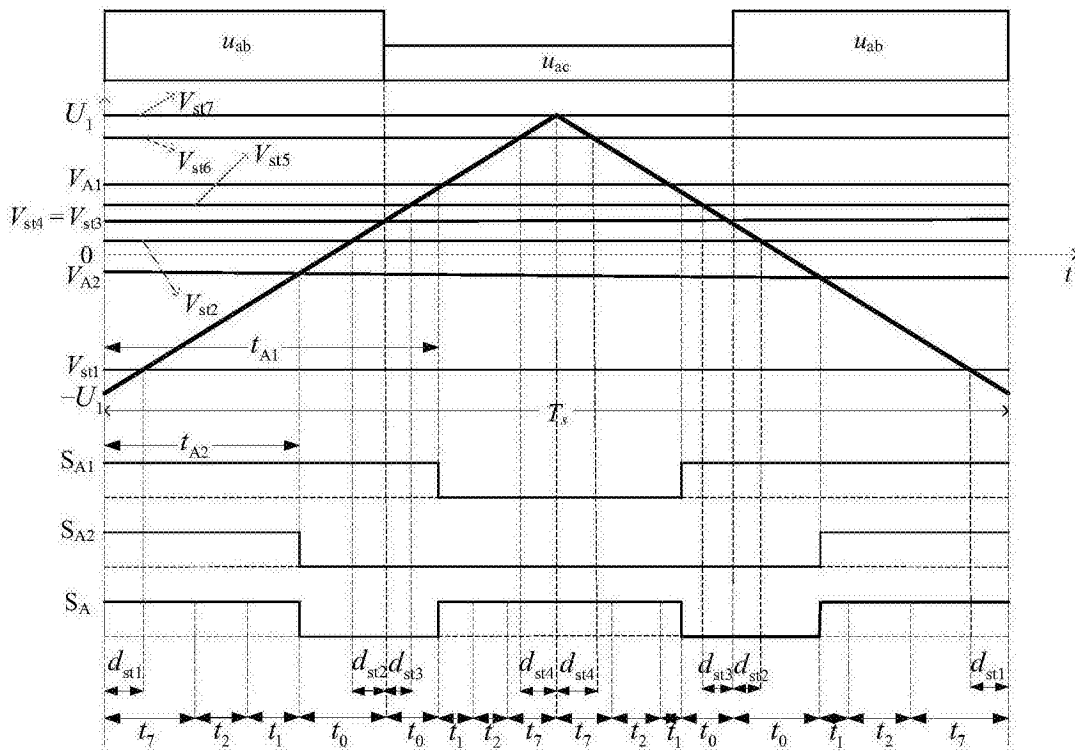 u_ab u_ac u_ab
U_1
V_st7
V_st6
V_st5
V_A1
V_st4 = V_st3
0
V_A2
t
V_st2
t_A1
V_st1
-U_1
T_s
t_A2
S_A1
S_A2
S_A
d_st1 d_st2 d_st3 d_st4 d_st4 d_st3 d_st2 d_st1
t_7 t_2 t_1 t_0 t_0 t_1 t_2 t_7 t_7 t_2 t_1 t_0 t_0 t_1 t_2 t_7